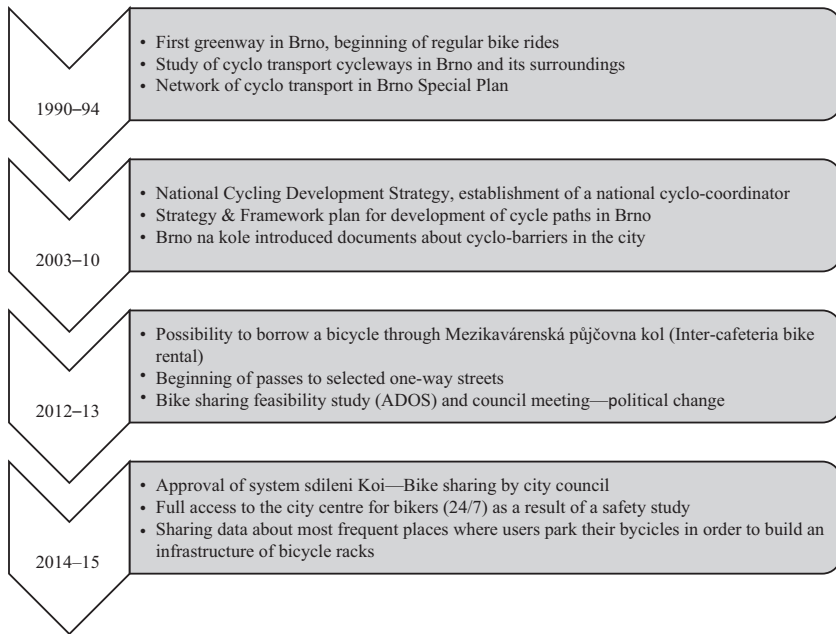 1990–94
• First greenway in Brno, beginning of regular bike rides
• Study of cyclo transport cycleways in Brno and its surroundings
• Network of cyclo transport in Brno Special Plan
2003–10
• National Cycling Development Strategy, establishment of a national cyclo-coordinator
• Strategy & Framework plan for development of cycle paths in Brno
• Brno na kole introduced documents about cyclo-barriers in the city
2012–13
• Possibility to borrow a bicycle through Mezikavárenská půjčovna kol (Inter-cafeteria bike
rental)
• Beginning of passes to selected one-way streets
• Bike sharing feasibility study (ADOS) and council meeting—political change
2014–15
• Approval of system sdileni Koi—Bike sharing by city council
• Full access to the city centre for bikers (24/7) as a result of a safety study
• Sharing data about most frequent places where users park their bycicles in order to build an
infrastructure of bicycle racks